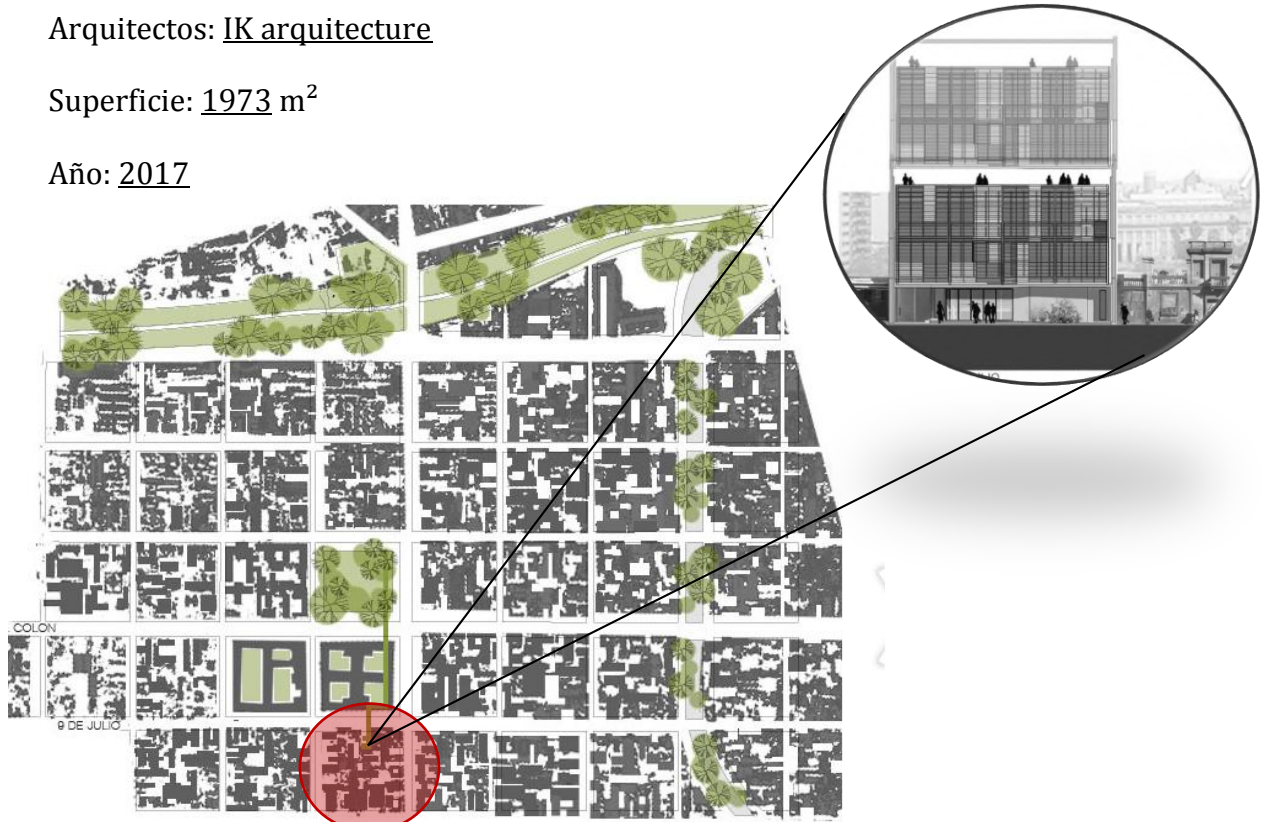 Arquitectos: IK arquitecture
Superficie: 1973 m²
Año: 2017
COLON
9 DE JULIO